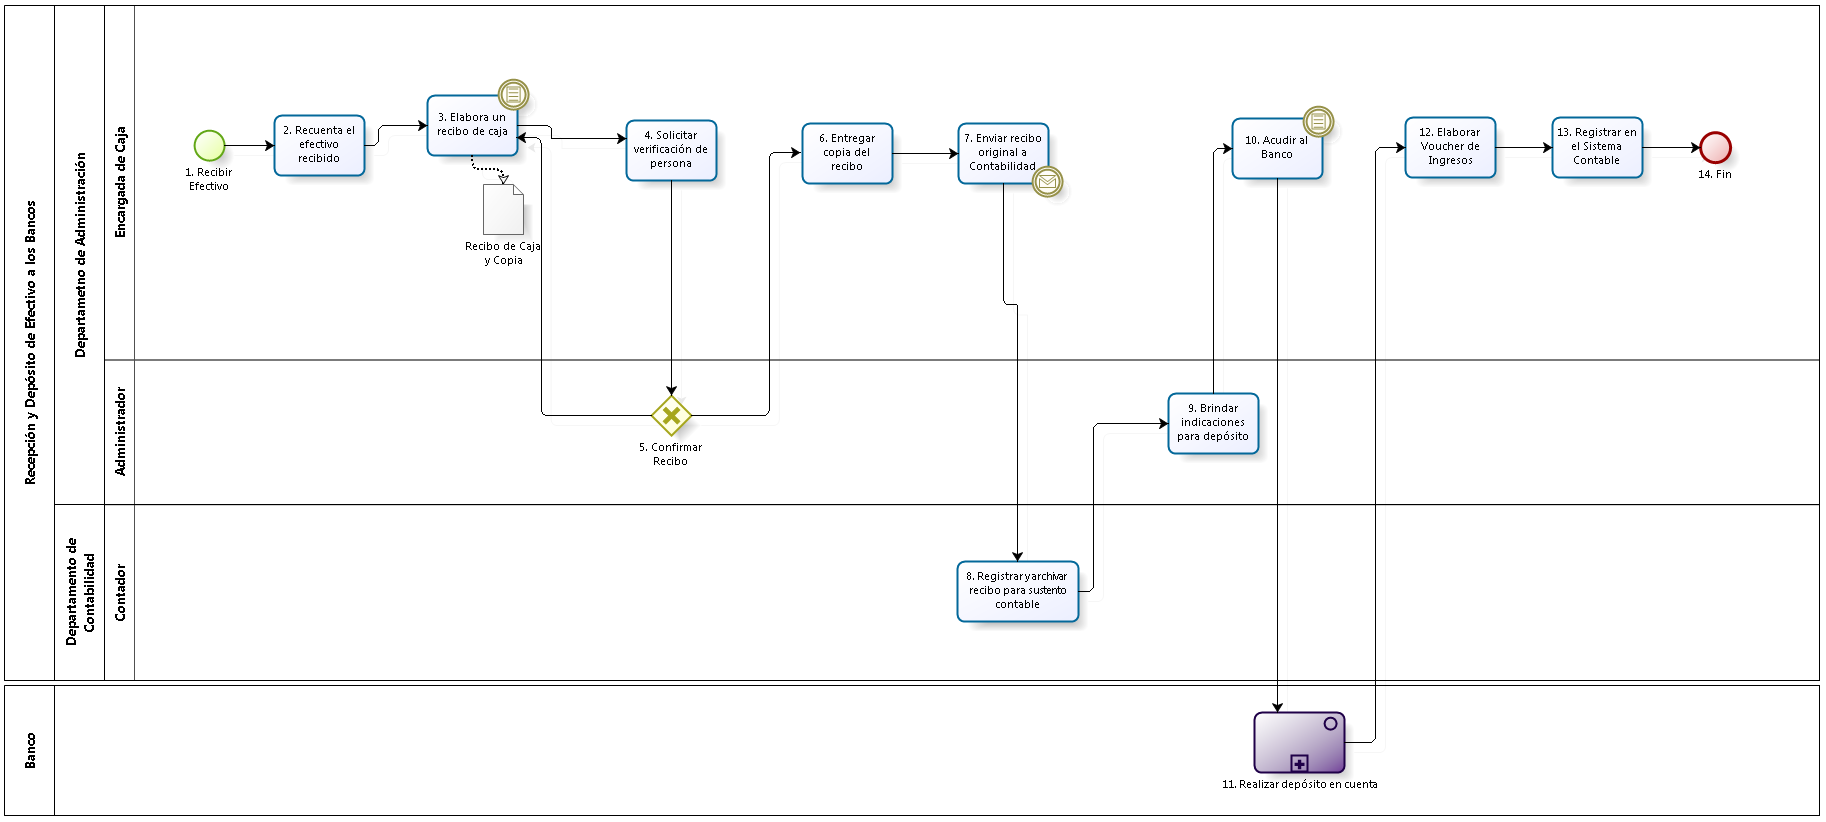 Recepción y Depósito de Efectivo a los Bancos
Departametno de Administración
Encargada de Caja
1. Recibir
Efectivo
2. Recuenta el
efectivo
recibido
3. Elabora un
recibo de caja
Recibo de Caja
y Copia
4. Solicitar
verificación de
persona
6. Entregar
copia del
recibo
7. Enviar recibo
original a
Contabilidad
10. Acudir al
Banco
12. Elaborar
Voucher de
Ingresos
13. Registrar en
el Sistema
Contable
14. Fin
Administrador
5. Confirmar
Recibo
9. Brindar
indicaciones
para depósito
Departamento de
Contabilidad
Contador
8. Registrar y archivar
recibo para sustento
contable
Banco
11. Realizar depósito en cuenta